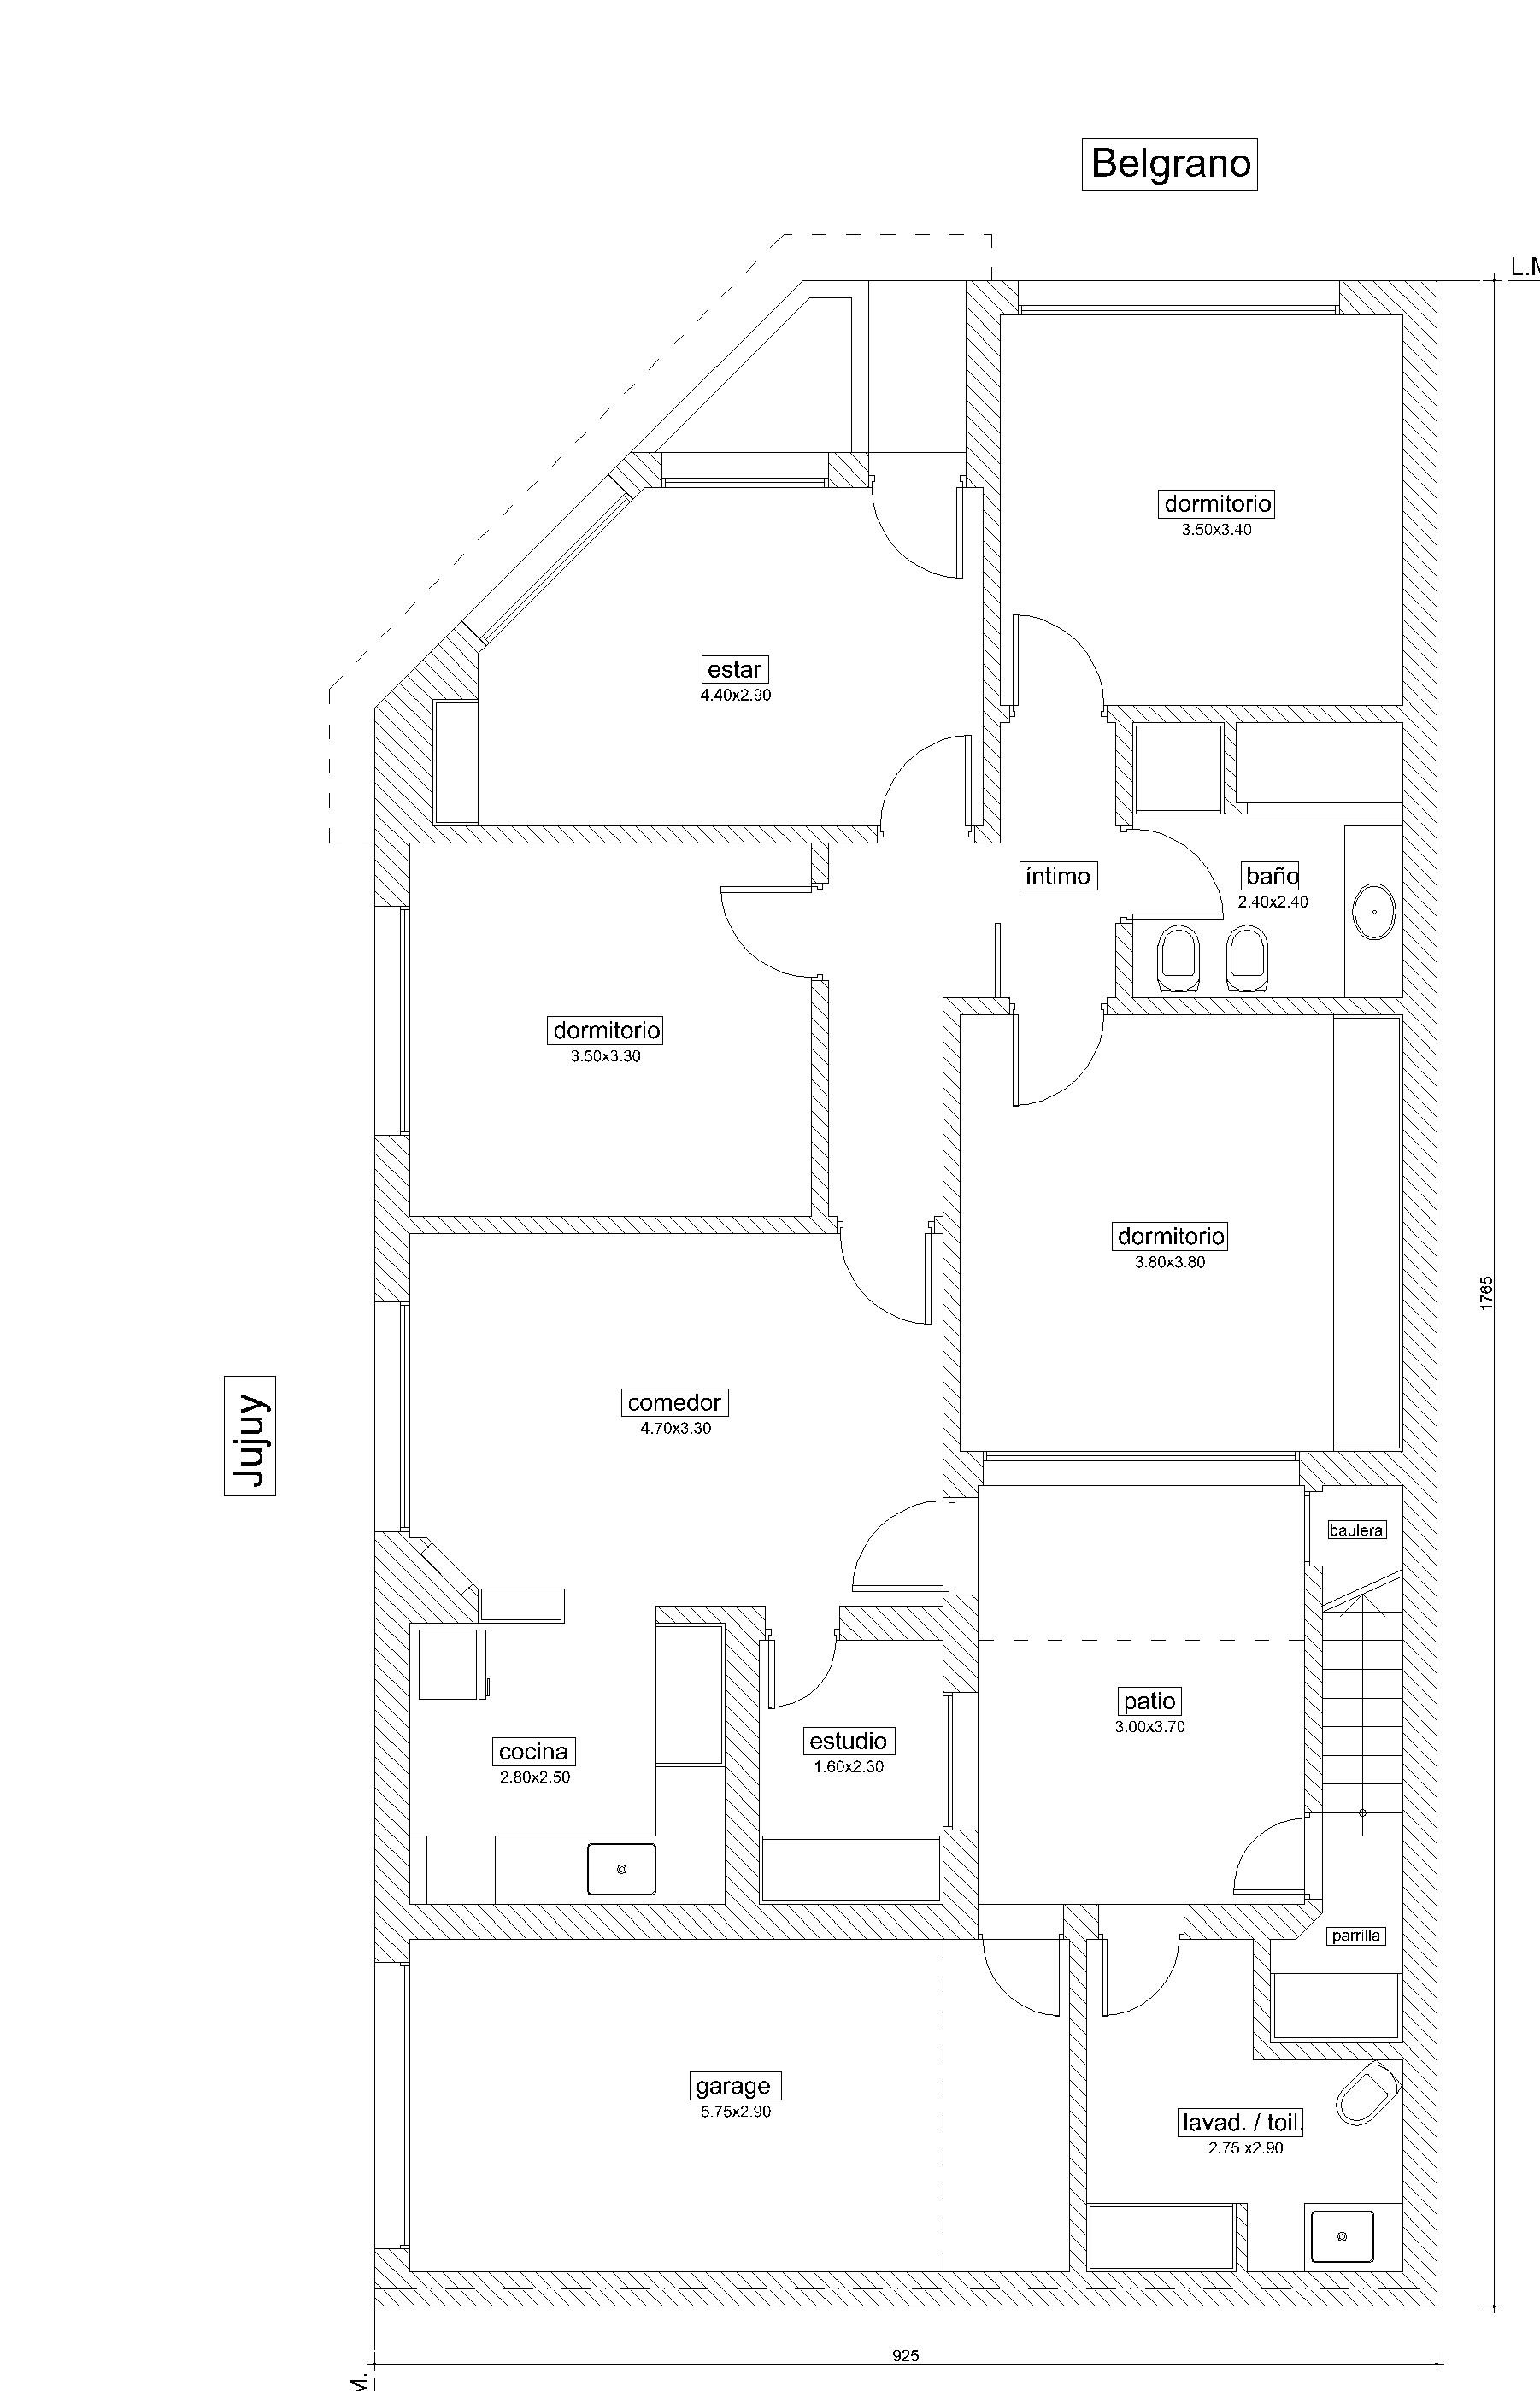 Belgrano
L.M
dormitorio
3.50x3.40
estar
4.40x2.90
íntimo
baño
2.40x2.40
dormitorio
3.50x3.30
dormitorio
3.80x3.80
1765
Jujuy
comedor
4.70x3.30
baulera
patio
3.00x3.70
estudio
1.60x2.30
cocina
2.80x2.50
parrilla
garage
5.75x2.90
lavad. / toil.
2.75 x2.90
925
M.